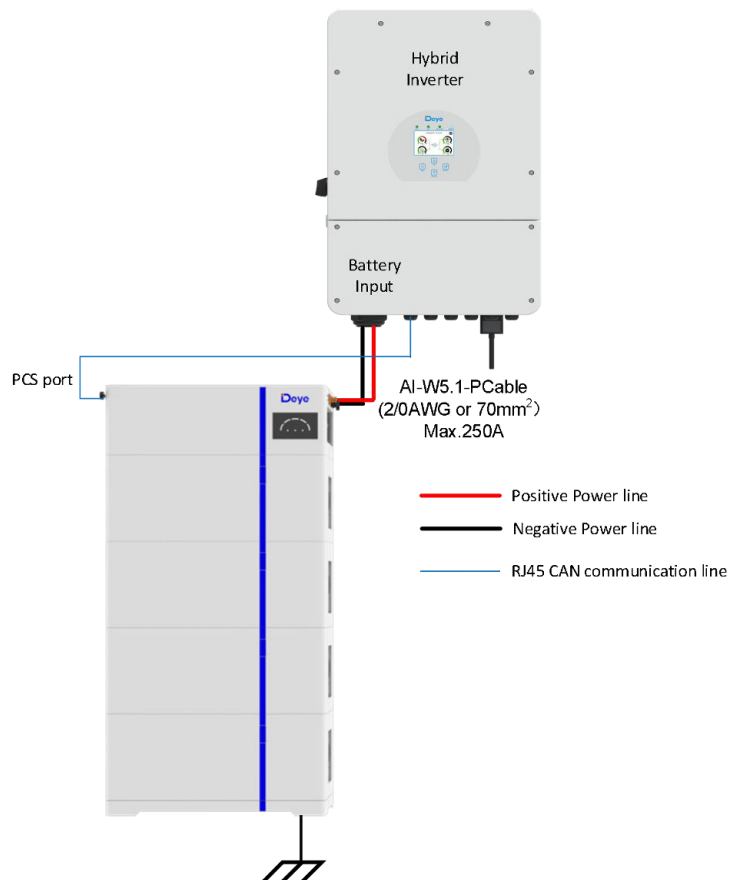 Hybrid
Inverter
Deye
Battery
Input
PCS port
AI-W5.1-PCable
(2/0AWG or 70mm²）
Max.250A
Deye
Positive Power line
Negative Power line
RJ45 CAN communication line